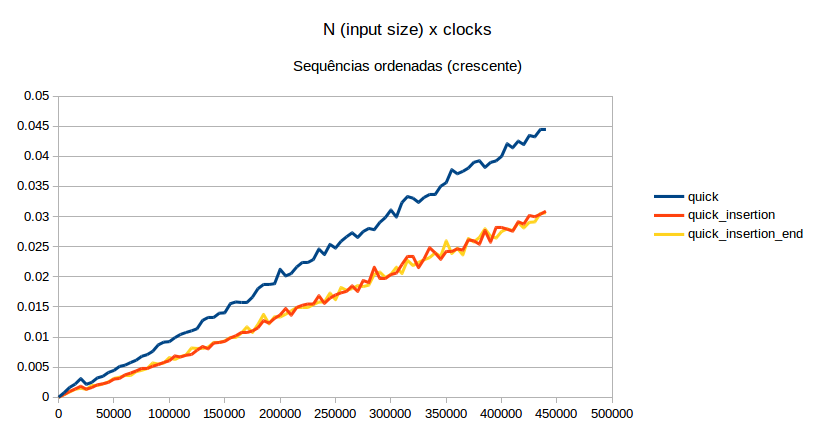 N (input size) x clocks
Sequências ordenadas (crescente)
0.05
0.045
0.04
0.035
0.03
0.025
0.02
0.015
0.01
0.005
0
0 50000 100000 150000 200000 250000 300000 350000 400000 450000 500000
quick
quick_insertion
quick_insertion_end